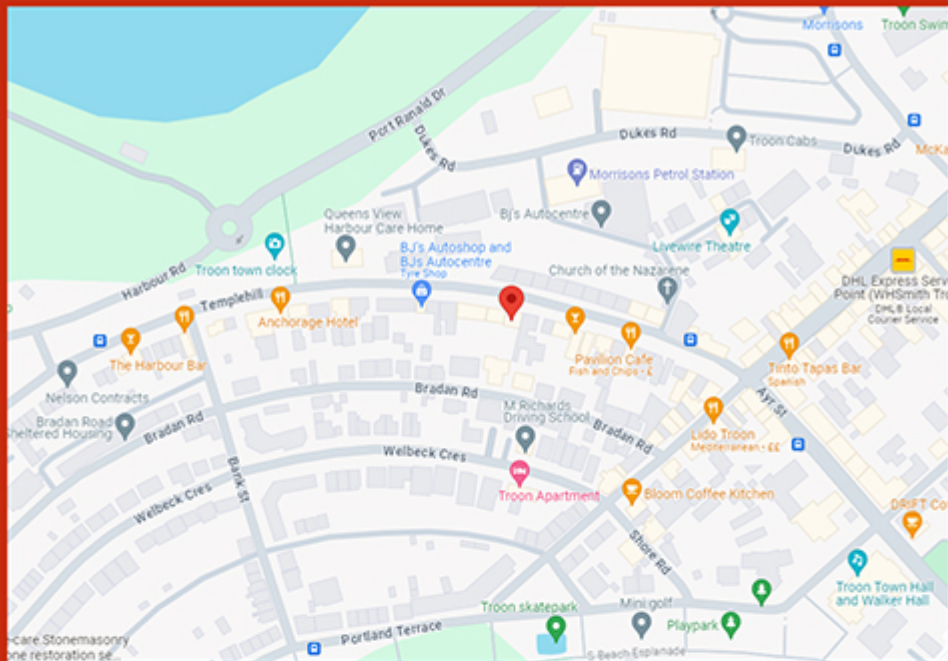 Morrisons
Troon Swim
Port Ranald Dr
Dukes Rd
Dukes Rd
Dukes Rd
Troon Cabs
McKa
Morrisons Petrol Station
Queens View
Harbour Care Home
Bj's Autocentre
Livewire Theatre
BJ's Autoshop and
BJs Autocentre
Tyre Shop
Church of the Nazarene
Troon town clock
Harbour Rd
DHL Express Serv
Point (WHSmith Tr
DHL& Local
Courier Service
Templehill
Anchorage Hotel
The Harbour Bar
Pavilion Cafe
Fish and Chips - £
Tinto Tapas Bar
Spanish
Nelson Contracts
Bradan Rd
Ayr St
M Richards
Driving School
Bradan Road
Sheltered Housing
Bradan Rd
Bradan Rd
Lido Troon
Mediterranean - ££
Welbeck Cres
Bank St
Troon Apartment
Bloom Coffee Kitchen
Welbeck Cres
DRIFT Co
Shore Rd
Troon Town Hall
and Walker Hall
Troon skatepark
Mini golf
Playpark
Portland Terrace
e-care Stonemasonry
one restoration se...
S Beach Esplanade